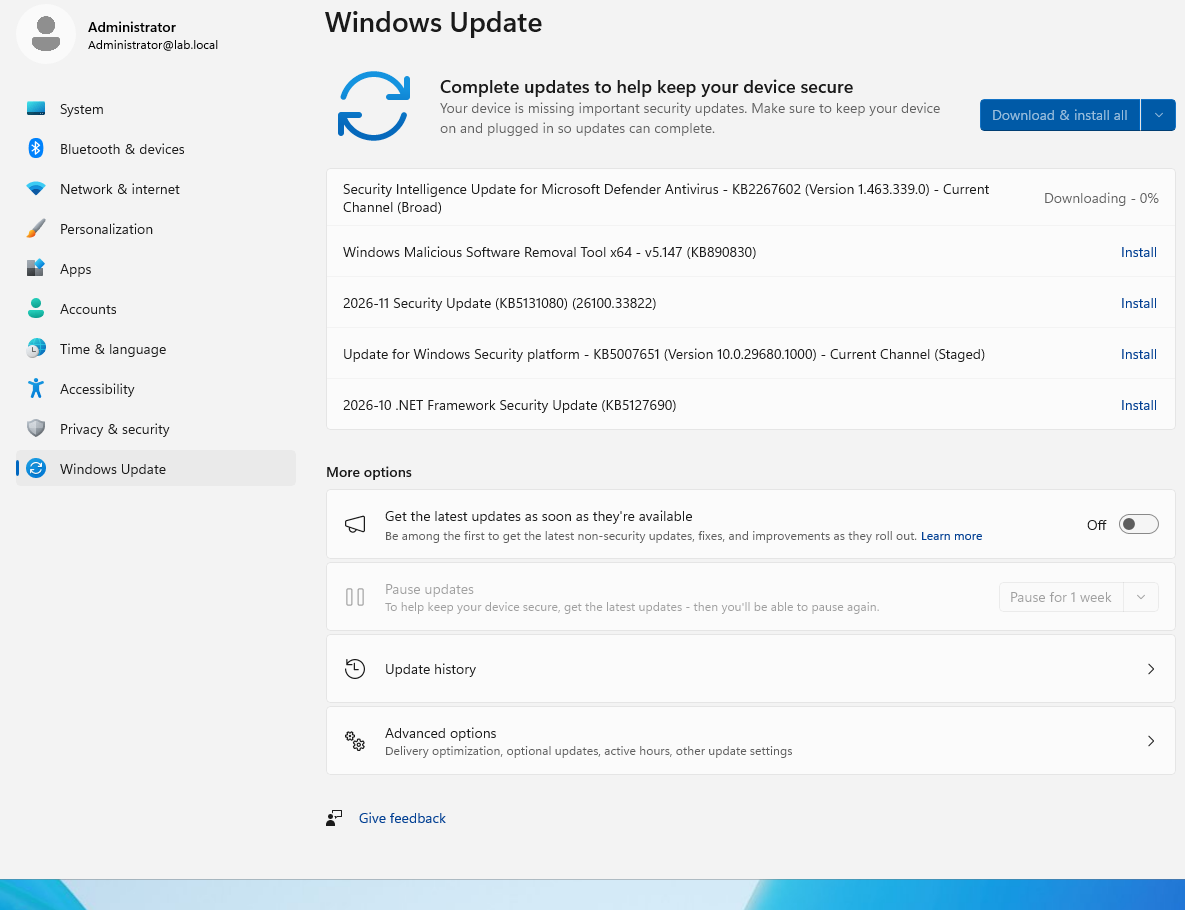 Administrator
Administrator@lab.local
System
Bluetooth & devices
Network & internet
Personalization
Apps
Accounts
Time & language
Accessibility
Privacy & security
Windows Update
Windows Update
Complete updates to help keep your device secure
Your device is missing important security updates. Make sure to keep your device
on and plugged in so updates can complete.
Download & install all
Security Intelligence Update for Microsoft Defender Antivirus - KB2267602 (Version 1.463.339.0) - Current
Channel (Broad)
Downloading - 0%
Windows Malicious Software Removal Tool x64 - v5.147 (KB890830)
Install
2026-11 Security Update (KB5131080) (26100.33822)
Install
Update for Windows Security platform - KB5007651 (Version 10.0.29680.1000) - Current Channel (Staged)
Install
2026-10 .NET Framework Security Update (KB5127690)
Install
More options
Get the latest updates as soon as they're available
Be among the first to get the latest non-security updates, fixes, and improvements as they roll out. Learn more
Off
Pause updates
To help keep your device secure, get the latest updates - then you'll be able to pause again.
Pause for 1 week
Update history
Advanced options
Delivery optimization, optional updates, active hours, other update settings
Give feedback